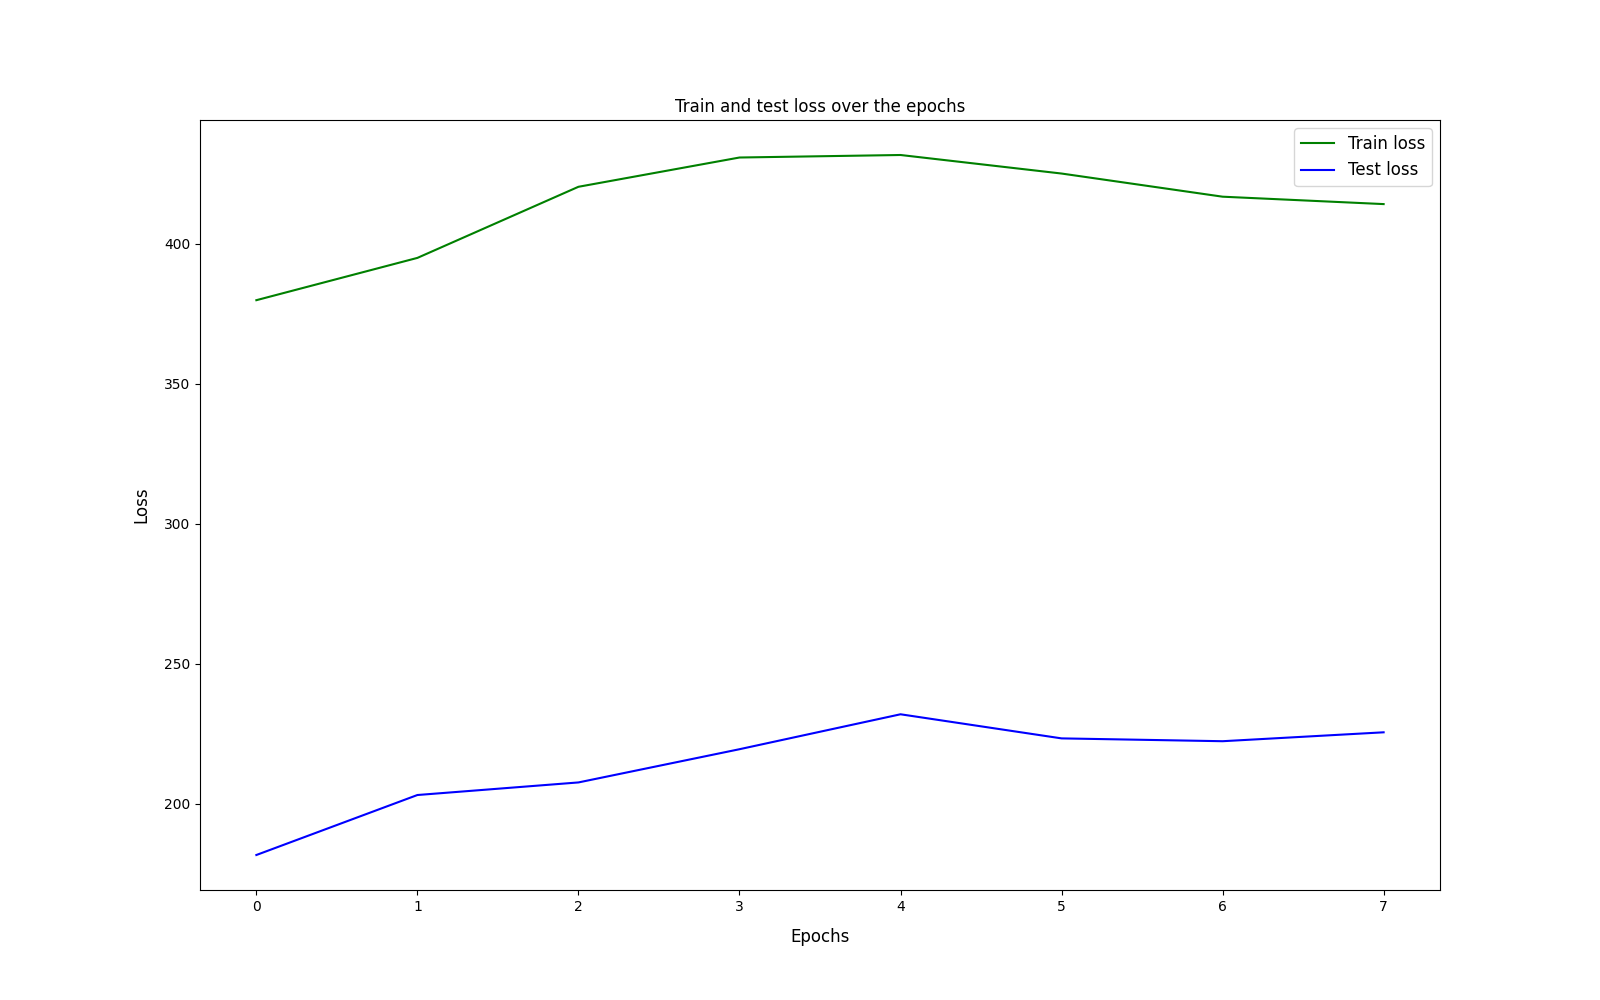 Train and test loss over the epochs
Train loss
Test loss
400
350
300
250
200
Loss
0 1 2 3 4 5 6 7
Epochs